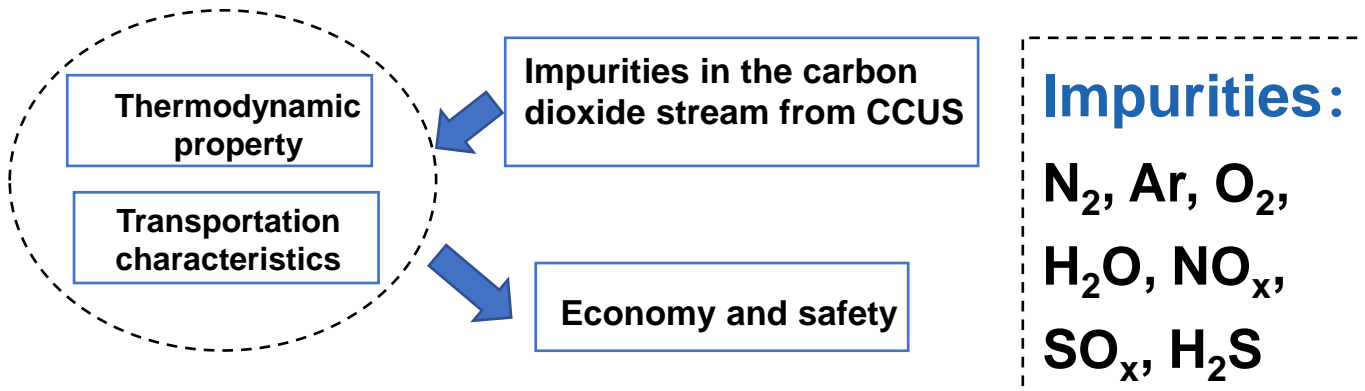 Thermodynamic
property
Transportation
characteristics
Impurities in the carbon
dioxide stream from CCUS
Economy and safety
Impurities：
N₂, Ar, O₂,
H₂O, NOₓ,
SOₓ, H₂S